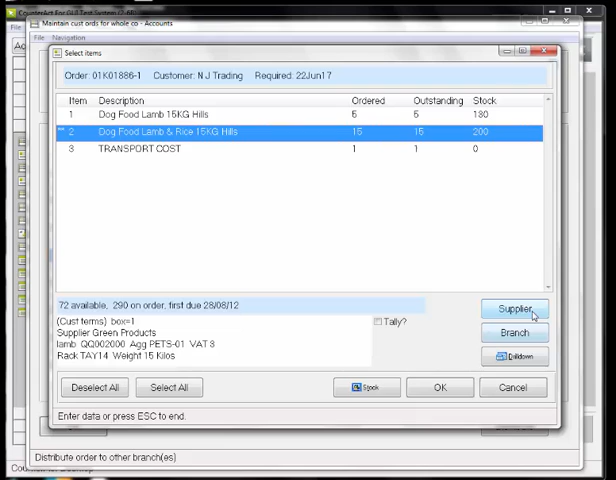 CounterAct For GUI Test System (2-6R)
Maintain cust ords for whole co - Accounts
File Navigation
Select items
Order: 01K01886-1 Customer: N J Trading Required: 22Jun17
Item Description Ordered Outstanding Stock
1 Dog Food Lamb 15KG Hills 5 5 130
** 2 Dog Food Lamb & Rice 15KG Hills 15 15 200
3 TRANSPORT COST 1 1 0
72 available, 290 on order, first due 28/08/12
Supplier
(Cust terms) box=1
Tally?
Supplier Green Products
Branch
lamb QQ002000 Agg PETS-01 VAT 3
Rack TAY14 Weight 15 Kilos
Drilldown
Deselect All Select All Stock OK Cancel
Enter data or press ESC to end.
Distribute order to other branch(es)